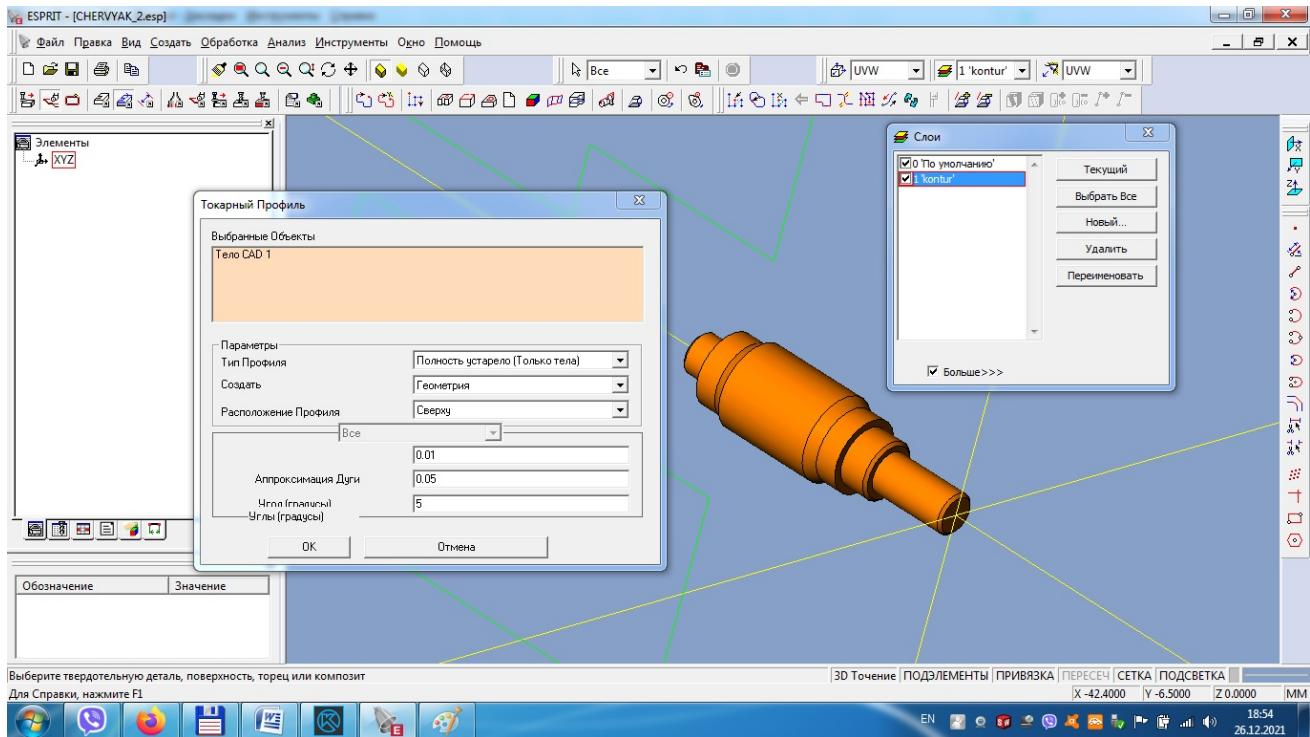 ESPRIT - [CHERVYAK_2.esp]
Файл Правка Вид Создать Обработка Анализ Инструменты Окно Помощь
Все
UVW
1 'kontur'
UVW
Элементы
XYZ
Слои
0 'По умолчанию'
1 'kontur'
Текущий
Выбрать Все
Новый...
Удалить
Переименовать
Больше>>>
Токарный Профиль
Выбранные Объекты
Тело CAD 1
Параметры
Тип Профиля
Полность устарело (Только тела)
Создать
Геометрия
Расположение Профиля
Сверху
Все
0.01
Аппроксимация Дуги
0.05
Угол (градусы)
5
Углы (градусы)
OK
Отмена
Обозначение
Значение
Выберите твердотельную деталь, поверхность, торец или композит
3D Точение ПОДЭЛЕМЕНТЫ ПРИВЯЗКА ПЕРЕСЕЧ СЕТКА ПОДСВЕТКА
Для Справки, нажмите F1
X -42.4000 Y -6.5000 Z 0.0000 MM
EN
18:54
26.12.2021